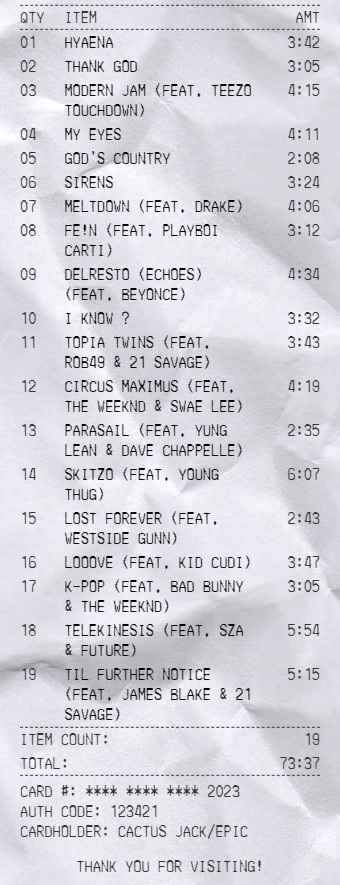 QTY ITEM AMT
01 HYAENA 3:42
02 THANK GOD 3:05
03 MODERN JAM (FEAT. TEEZO 4:15
TOUCHDOWN)
04 MY EYES 4:11
05 GOD'S COUNTRY 2:08
06 SIRENS 3:24
07 MELTDOWN (FEAT. DRAKE) 4:06
08 FE!N (FEAT. PLAYBOI 3:12
CARTI)
09 DELRESTO (ECHOES) 4:34
(FEAT. BEYONCE)
10 I KNOW ? 3:32
11 TOPIA TWINS (FEAT. 3:43
ROB49 & 21 SAVAGE)
12 CIRCUS MAXIMUS (FEAT. 4:19
THE WEEKND & SWAE LEE)
13 PARASAIL (FEAT. YUNG 2:35
LEAN & DAVE CHAPPELLE)
14 SKITZO (FEAT. YOUNG 6:07
THUG)
15 LOST FOREVER (FEAT. 2:43
WESTSIDE GUNN)
16 LOOOVE (FEAT. KID CUDI) 3:47
17 K-POP (FEAT. BAD BUNNY 3:05
& THE WEEKND)
18 TELEKINESIS (FEAT. SZA 5:54
& FUTURE)
19 TIL FURTHER NOTICE 5:15
(FEAT. JAMES BLAKE & 21
SAVAGE)
ITEM COUNT: 19
TOTAL: 73:37
CARD #: **** **** **** 2023
AUTH CODE: 123421
CARDHOLDER: CACTUS JACK/EPIC
THANK YOU FOR VISITING!